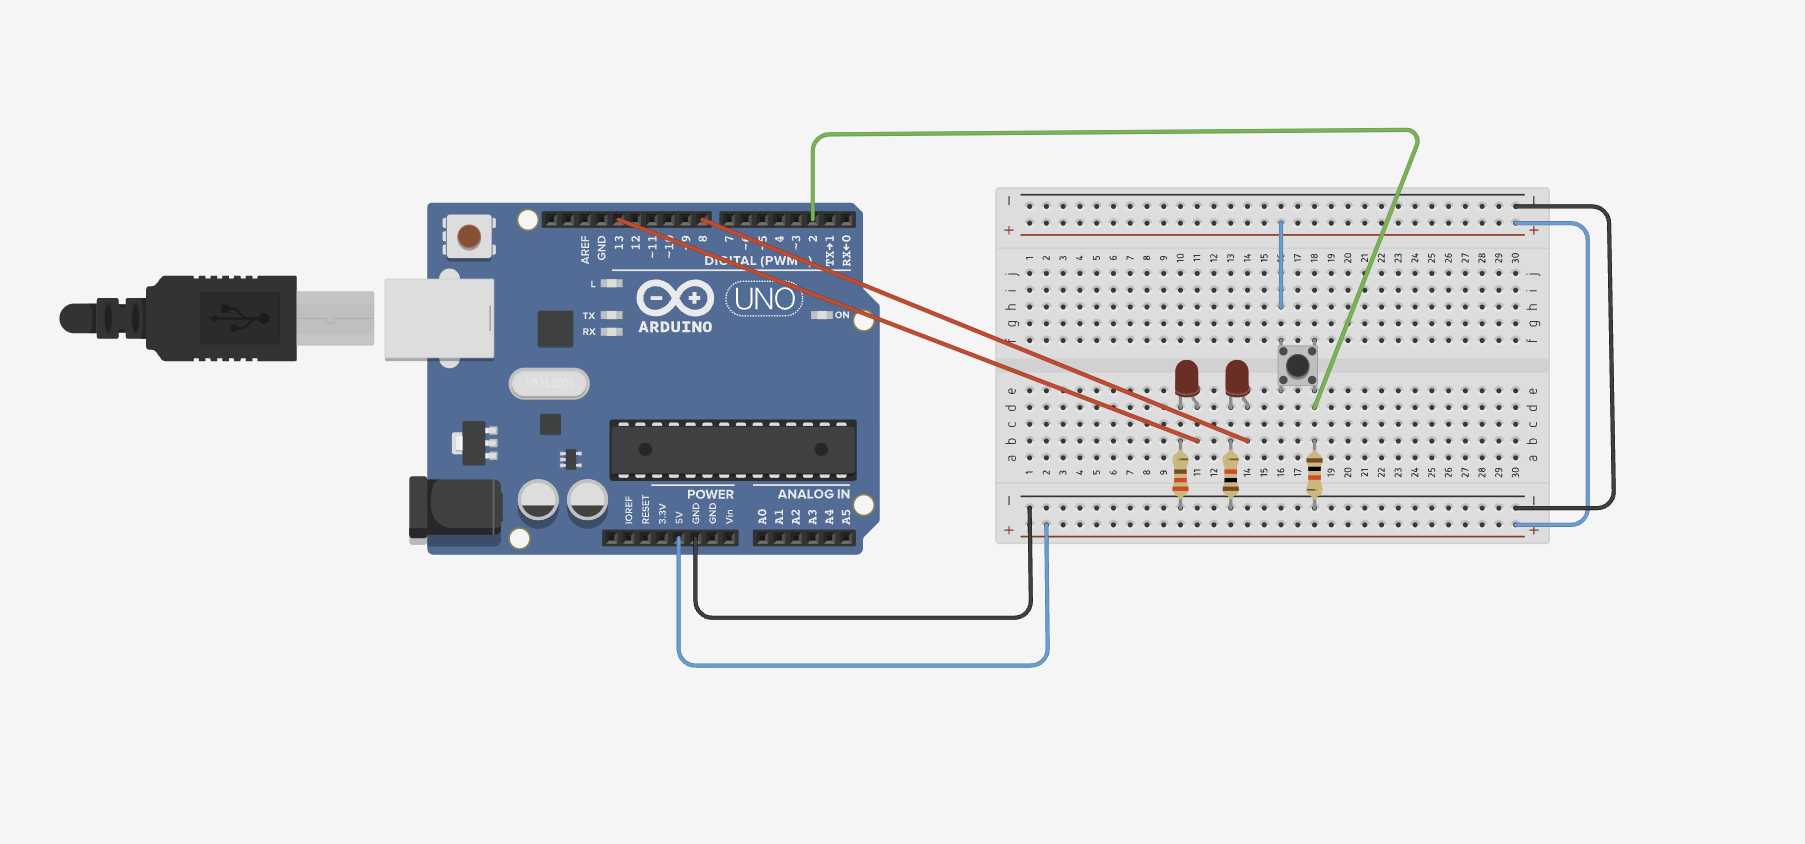 AREF
GND
13
12
~11
~10
~9
8
7
~6
~5
4
~3
2
TX→1
RX←0
DIGITAL (PWM ~)
L
TX
RX
UNO
ARDUINO
ON
SPK16.000G
IOREF
RESET
3.3V
5V
GND
GND
Vin
POWER
ANALOG IN
A0
A1
A2
A3
A4
A5
− −
+ +
1 2 3 4 5 6 7 8 9 10 11 12 13 14 15 16 17 18 19 20 21 22 23 24 25 26 27 28 29 30
j j
i i
h h
g g
f f
e e
d d
c c
b b
a a
1 2 3 4 5 6 7 8 9 11 12 14 15 16 17 19 20 21 22 23 24 25 26 27 28 29 30
− −
+ +